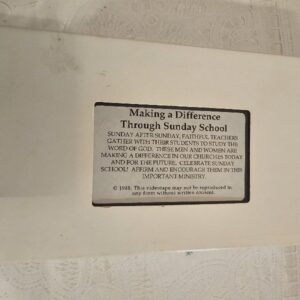 Making a Difference
Through Sunday School
SUNDAY AFTER SUNDAY, FAITHFUL TEACHERS
GATHER WITH THEIR STUDENTS TO STUDY THE
WORD OF GOD. THESE MEN AND WOMEN ARE
MAKING A DIFFERENCE IN OUR CHURCHES TODAY
AND FOR THE FUTURE. CELEBRATE SUNDAY
SCHOOL! AFFIRM AND ENCOURAGE THEM IN THIS
IMPORTANT MINISTRY.
© This videotape may not be reproduced in
any form without written consent.